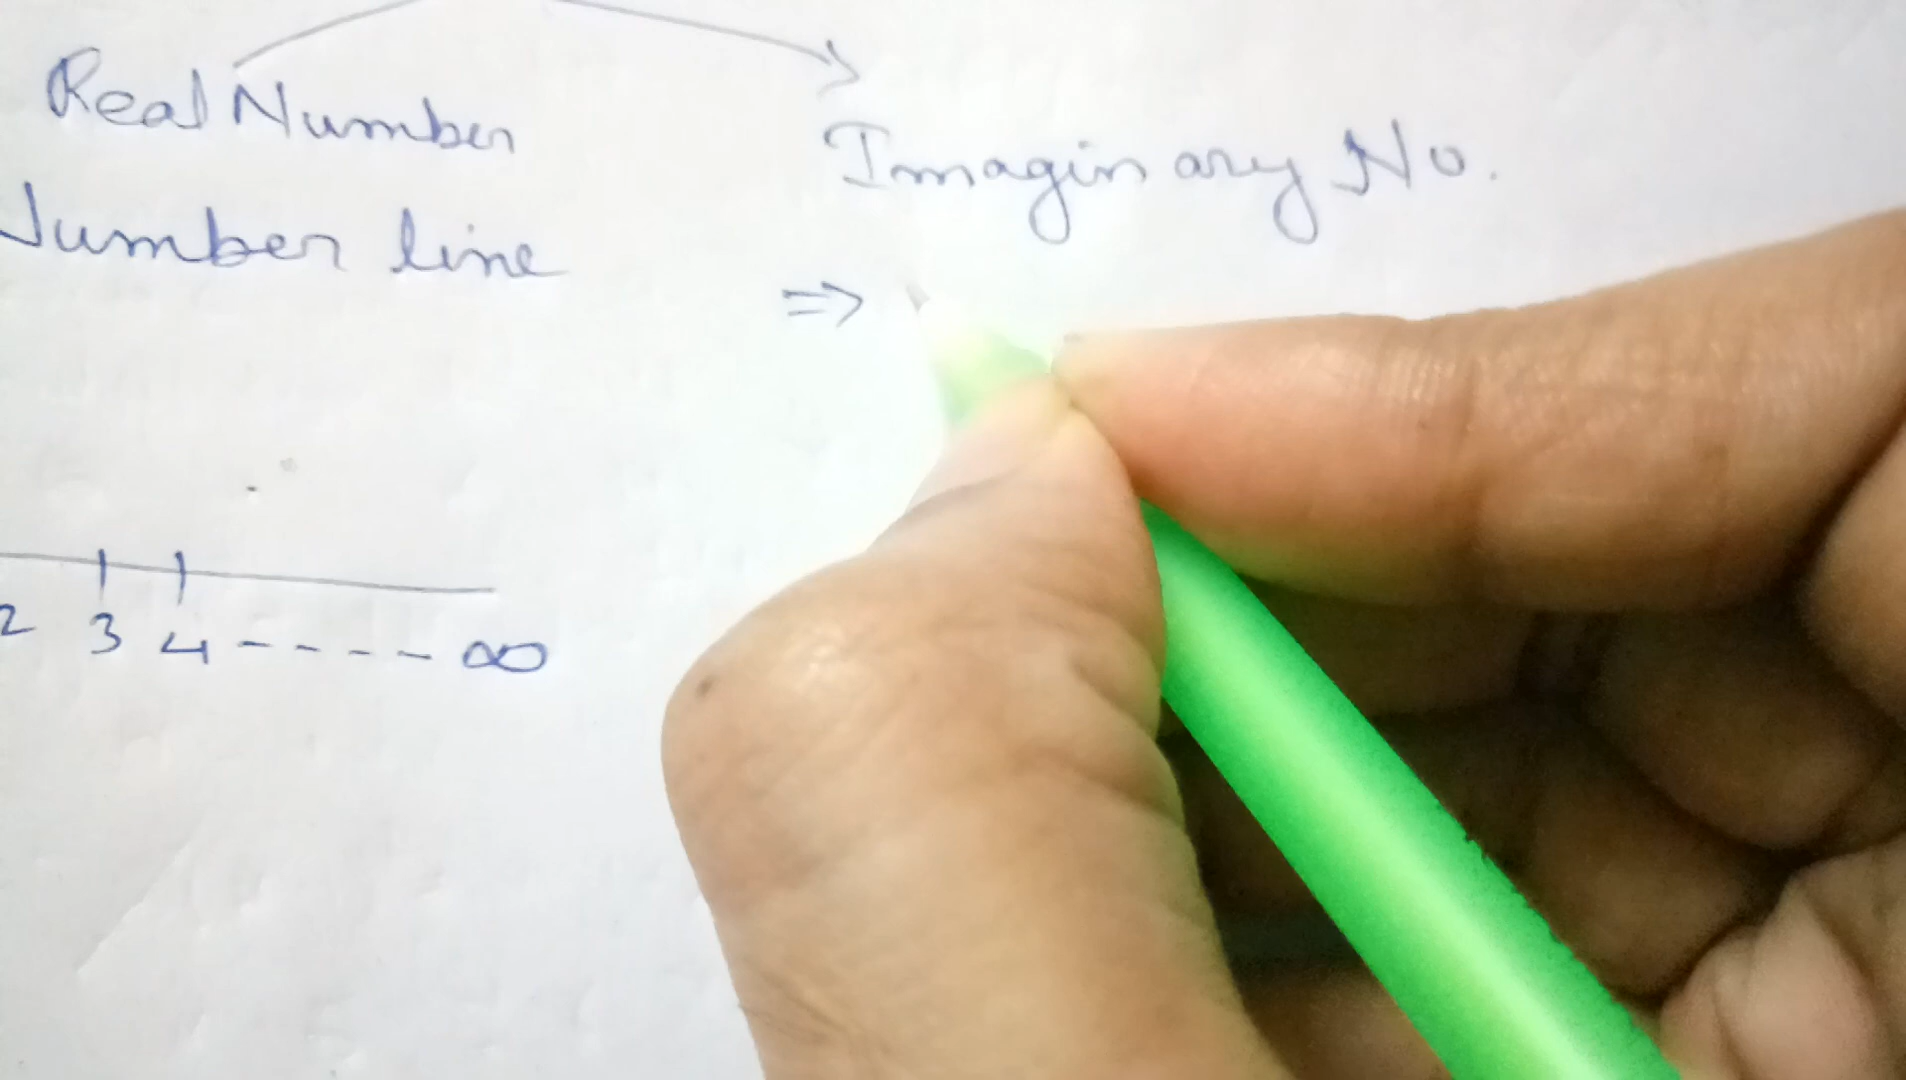 Real Number
Imaginary No.
Number line
⇒
2 3 4 ---- ∞